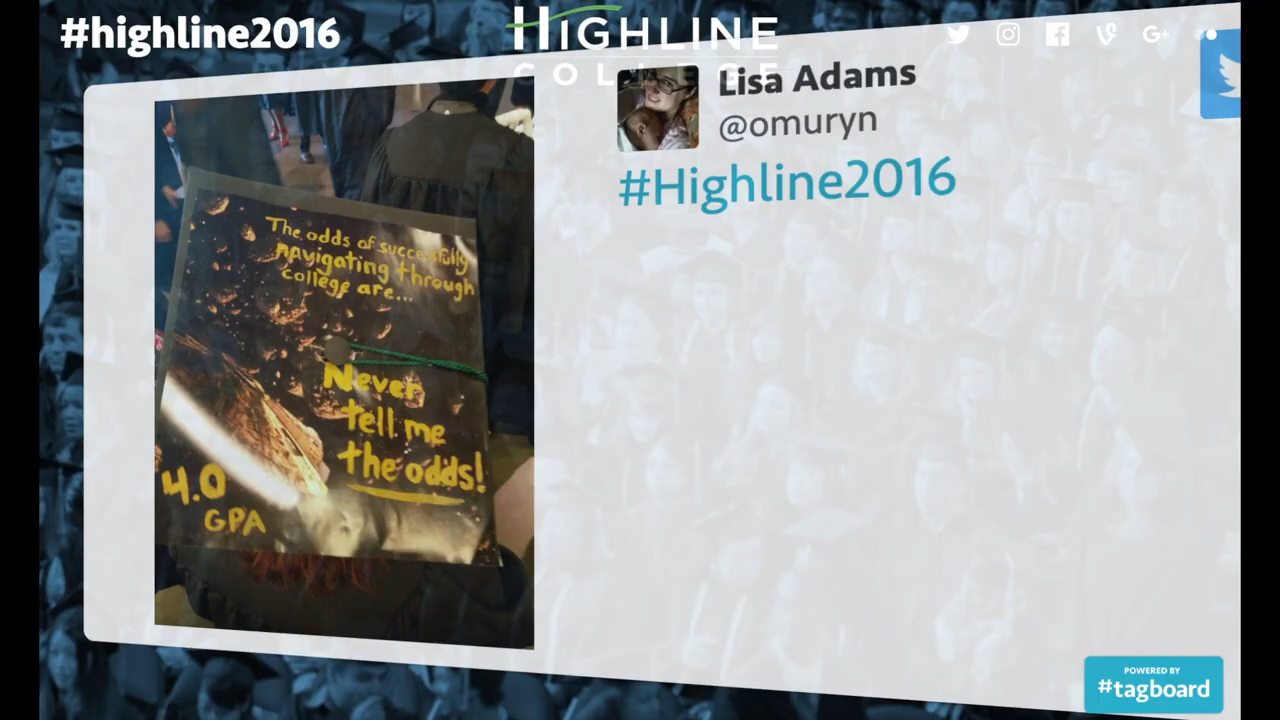 #highline2016
HIGHLINE
COLLEGE
Lisa Adams
@omuryn
#Highline2016
The odds of successfully
navigating through
college are...
Never
tell me
the odds!
4.0
GPA
POWERED BY
#tagboard